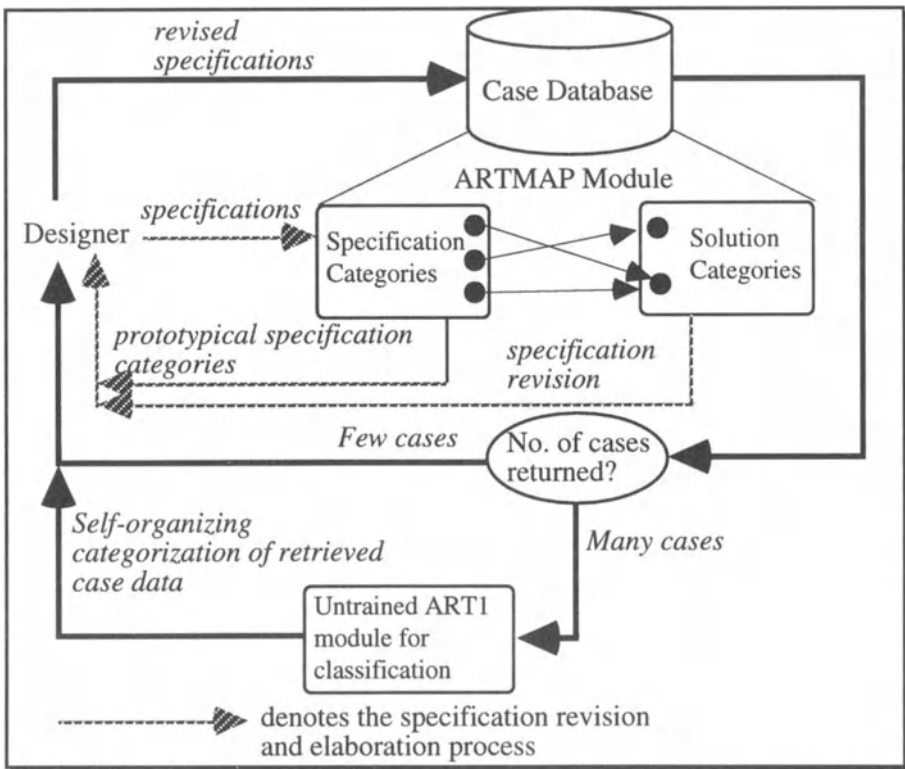 revised
specifications
Case Database
ARTMAP Module
specifications
Designer
Specification
Categories
Solution
Categories
prototypical specification
categories
specification
revision
Few cases
No. of cases
returned?
Self-organizing
categorization of retrieved
case data
Many cases
Untrained ART1
module for
classification
denotes the specification revision
and elaboration process